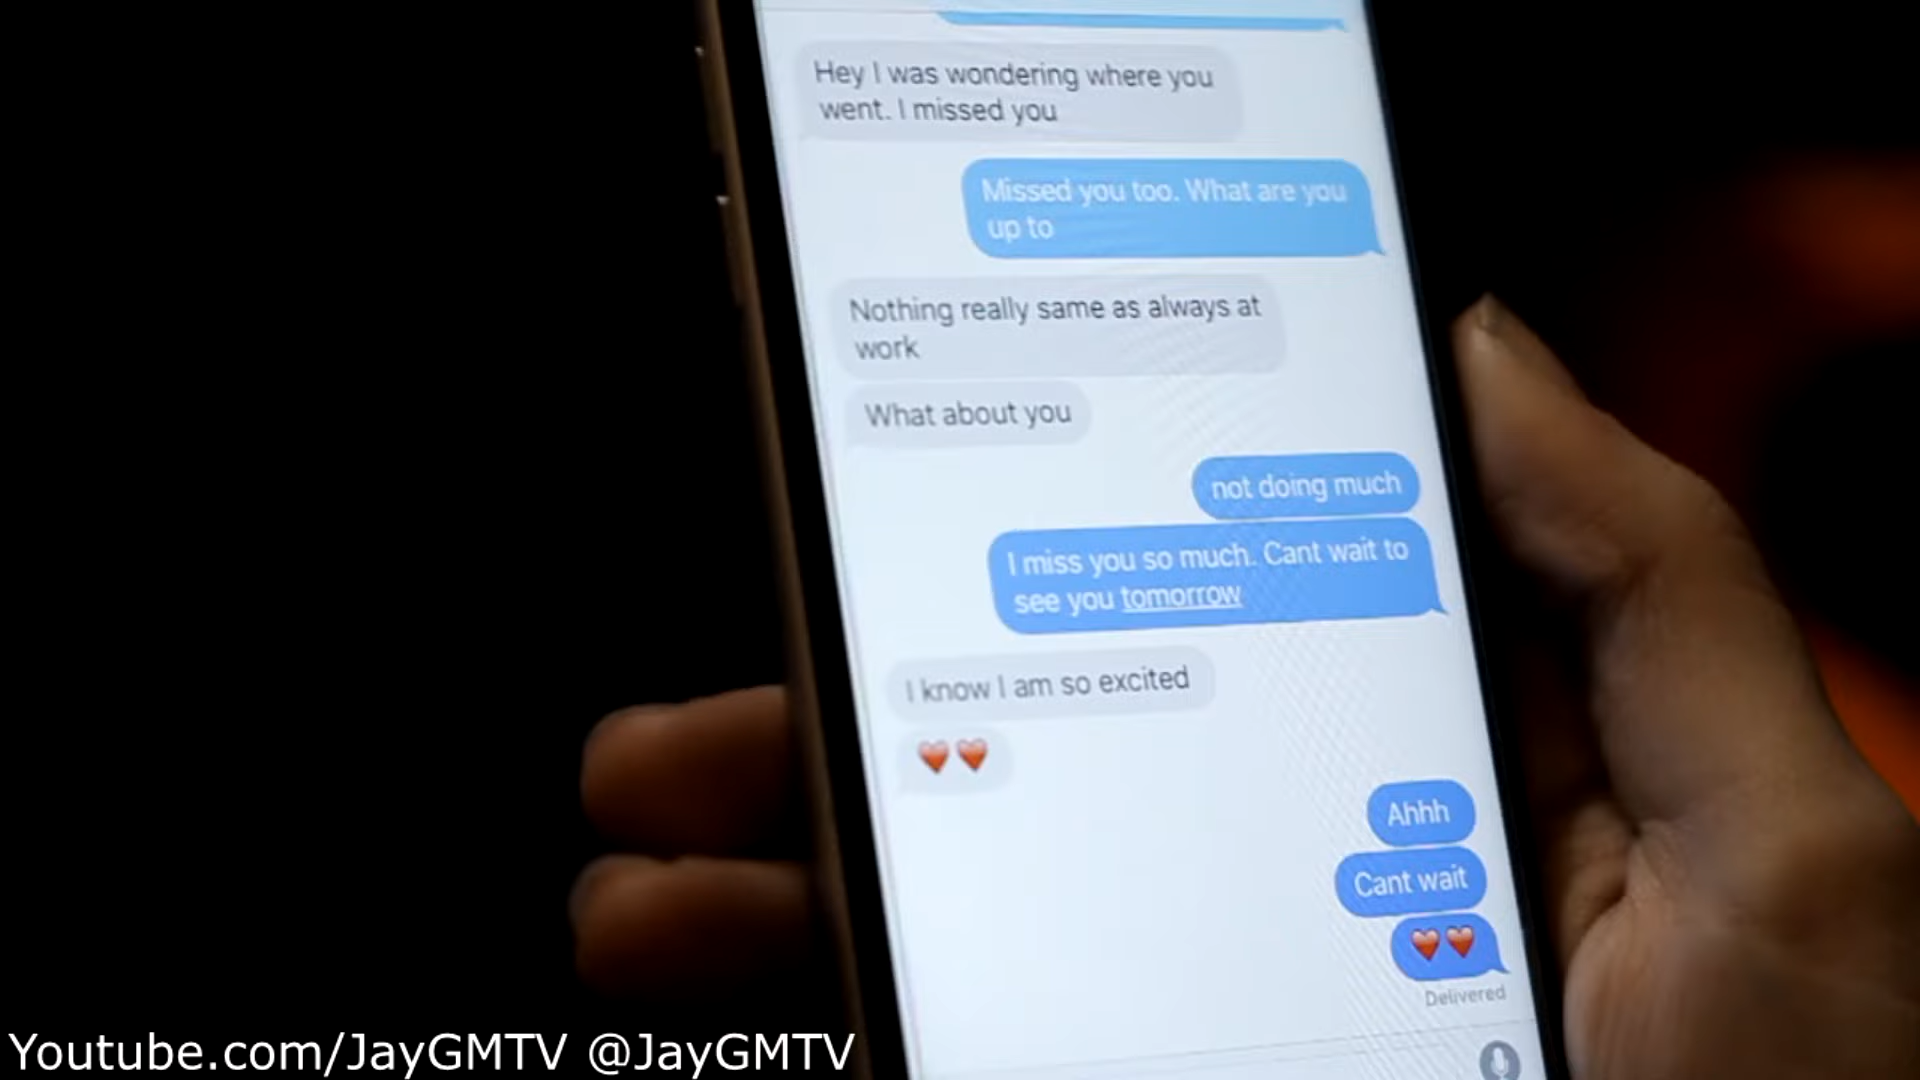 Hey I was wondering where you
went. I missed you
Missed you too. What are you
up to
Nothing really same as always at
work
What about you
not doing much
I miss you so much. Cant wait to
see you tomorrow
I know I am so excited
❤️❤️
Ahhh
Cant wait
❤️❤️
Delivered
Youtube.com/JayGMTV @JayGMTV